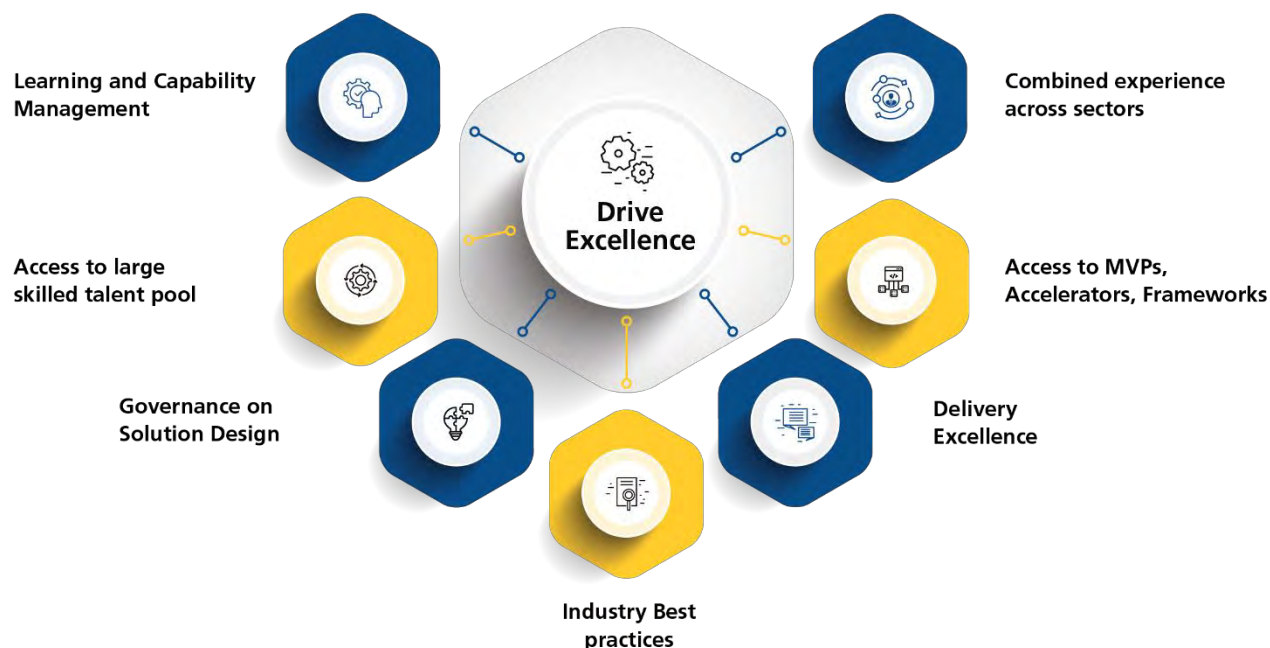 Learning and Capability
Management
Combined experience
across sectors
Drive
Excellence
Access to large
skilled talent pool
Access to MVPs,
Accelerators, Frameworks
Governance on
Solution Design
Delivery
Excellence
Industry Best
practices